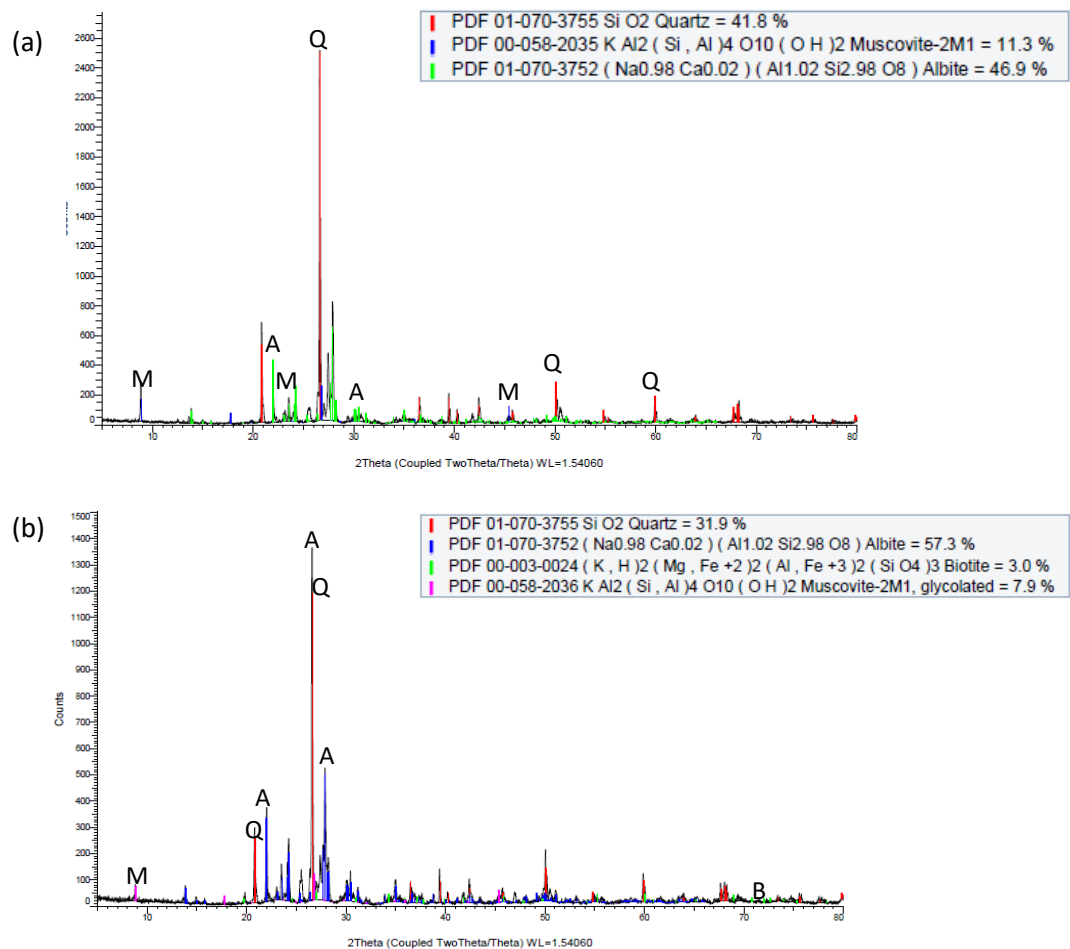 (a)
PDF 01-070-3755 Si O2 Quartz = 41.8 %
PDF 00-058-2035 K Al2 ( Si , Al )4 O10 ( O H )2 Muscovite-2M1 = 11.3 %
PDF 01-070-3752 ( Na0.98 Ca0.02 ) ( Al1.02 Si2.98 O8 ) Albite = 46.9 %
Q
2600
2400
2200
2000
1800
1600
1400
1200
1000
800
600
400
200
0
M
A
M
A
M
Q
Q
10
20
30
40
50
60
70
80
2Theta (Coupled TwoTheta/Theta) WL=1.54060
(b)
PDF 01-070-3755 Si O2 Quartz = 31.9 %
PDF 01-070-3752 ( Na0.98 Ca0.02 ) ( Al1.02 Si2.98 O8 ) Albite = 57.3 %
PDF 00-003-0024 ( K , H )2 ( Mg , Fe +2 )2 ( Al , Fe +3 )2 ( Si O4 )3 Biotite = 3.0 %
PDF 00-058-2036 K Al2 ( Si , Al )4 O10 ( O H )2 Muscovite-2M1, glycolated = 7.9 %
1500
1400
1300
1200
1100
1000
900
800
700
600
500
400
300
200
100
0
Counts
A
Q
A
A
Q
M
B
10
20
30
40
50
60
70
80
2Theta (Coupled TwoTheta/Theta) WL=1.54060